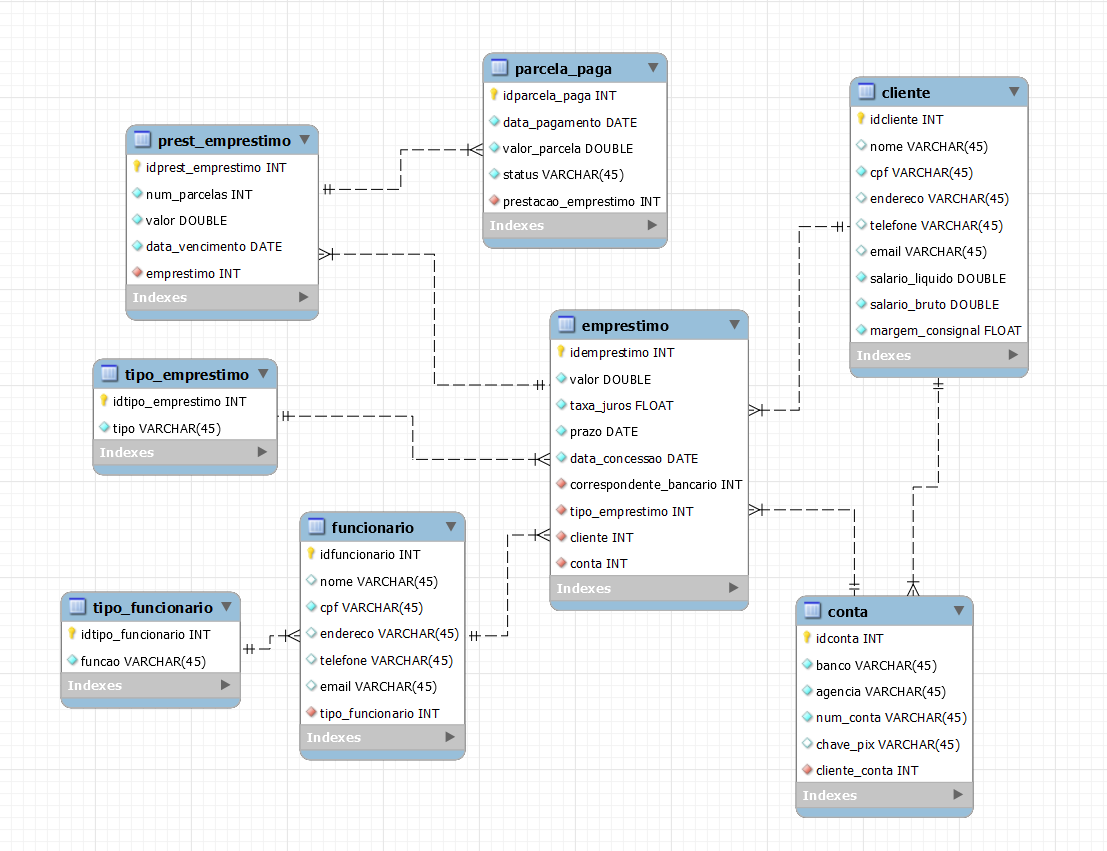 parcela_paga
idparcela_paga INT
data_pagamento DATE
valor_parcela DOUBLE
status VARCHAR(45)
prestacao_emprestimo INT
Indexes
cliente
idcliente INT
nome VARCHAR(45)
cpf VARCHAR(45)
endereco VARCHAR(45)
telefone VARCHAR(45)
email VARCHAR(45)
salario_liquido DOUBLE
salario_bruto DOUBLE
margem_consignal FLOAT
Indexes
prest_emprestimo
idprest_emprestimo INT
num_parcelas INT
valor DOUBLE
data_vencimento DATE
emprestimo INT
Indexes
emprestimo
idemprestimo INT
valor DOUBLE
taxa_juros FLOAT
prazo DATE
data_concessao DATE
correspondente_bancario INT
tipo_emprestimo INT
cliente INT
conta INT
Indexes
tipo_emprestimo
idtipo_emprestimo INT
tipo VARCHAR(45)
Indexes
funcionario
idfuncionario INT
nome VARCHAR(45)
cpf VARCHAR(45)
endereco VARCHAR(45)
telefone VARCHAR(45)
email VARCHAR(45)
tipo_funcionario INT
Indexes
tipo_funcionario
idtipo_funcionario INT
funcao VARCHAR(45)
Indexes
conta
idconta INT
banco VARCHAR(45)
agencia VARCHAR(45)
num_conta VARCHAR(45)
chave_pix VARCHAR(45)
cliente_conta INT
Indexes